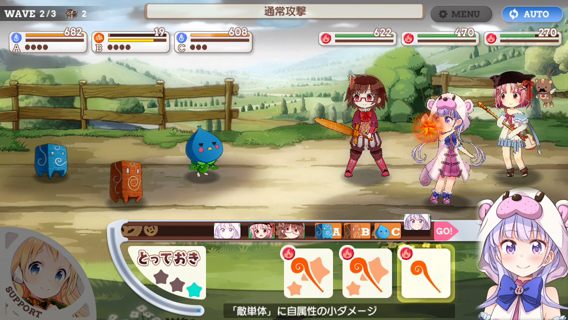 WAVE 2/3 2
通常攻撃
MENU
AUTO
682
A
19
B
608
C
622
470
270
A B C GO!
とっておき
SUPPORT
「敵単体」に自属性の小ダメージ